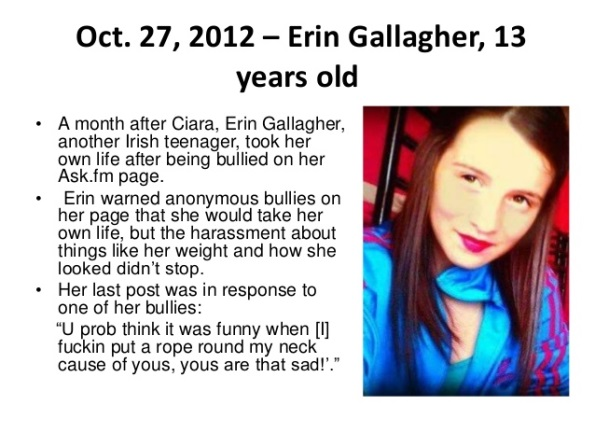 Oct. 27, 2012 – Erin Gallagher, 13
years old
• A month after Ciara, Erin Gallagher,
another Irish teenager, took her
own life after being bullied on her
Ask.fm page.
• Erin warned anonymous bullies on
her page that she would take her
own life, but the harassment about
things like her weight and how she
looked didn't stop.
• Her last post was in response to
one of her bullies:
“U prob think it was funny when [I]
fuckin put a rope round my neck
cause of yous, yous are that sad!'.”